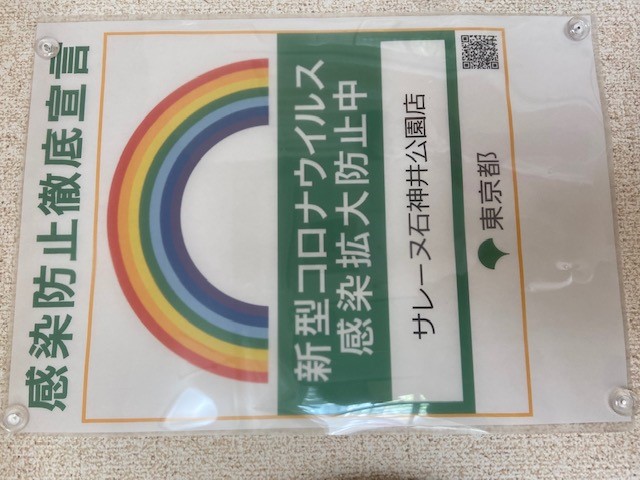 感染防止徹底宣言
新型コロナウイルス
感染拡大防止中
サレーヌ石神井公園店
東京都